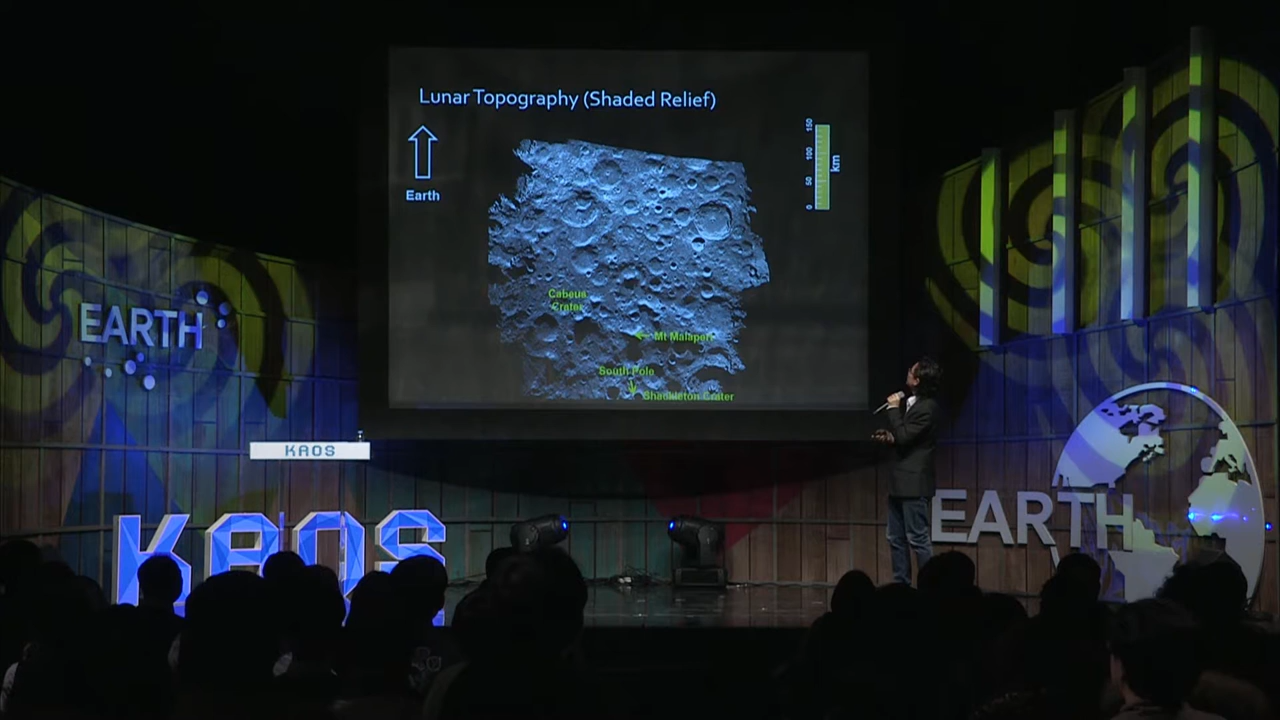 Lunar Topography (Shaded Relief)
Earth
0 50 100 150
km
Cabeus
Crater
Mt Malapert
South Pole
Shackleton Crater
EARTH
KAOS
KAOS
EARTH